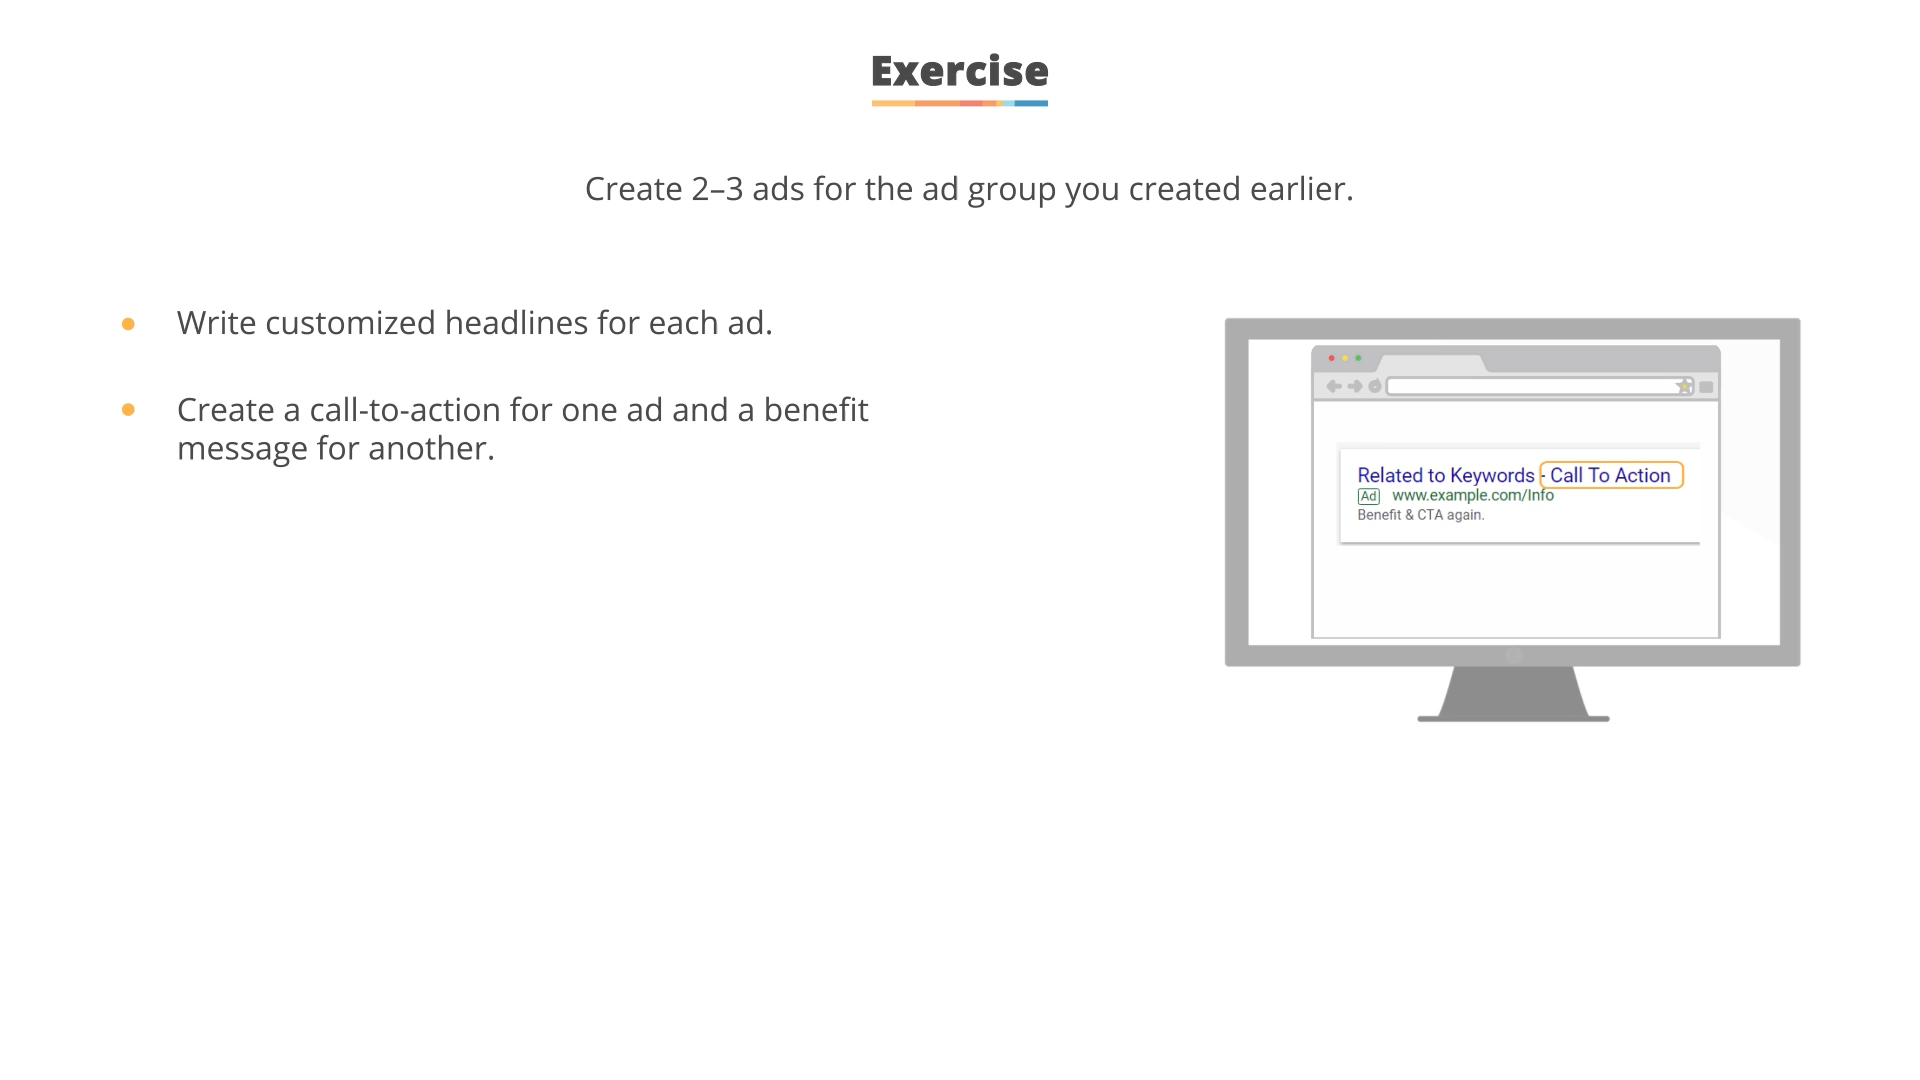 Exercise
Create 2–3 ads for the ad group you created earlier.
Write customized headlines for each ad.
Create a call-to-action for one ad and a benefit
message for another.
Related to Keywords - Call To Action
Ad www.example.com/Info
Benefit & CTA again.